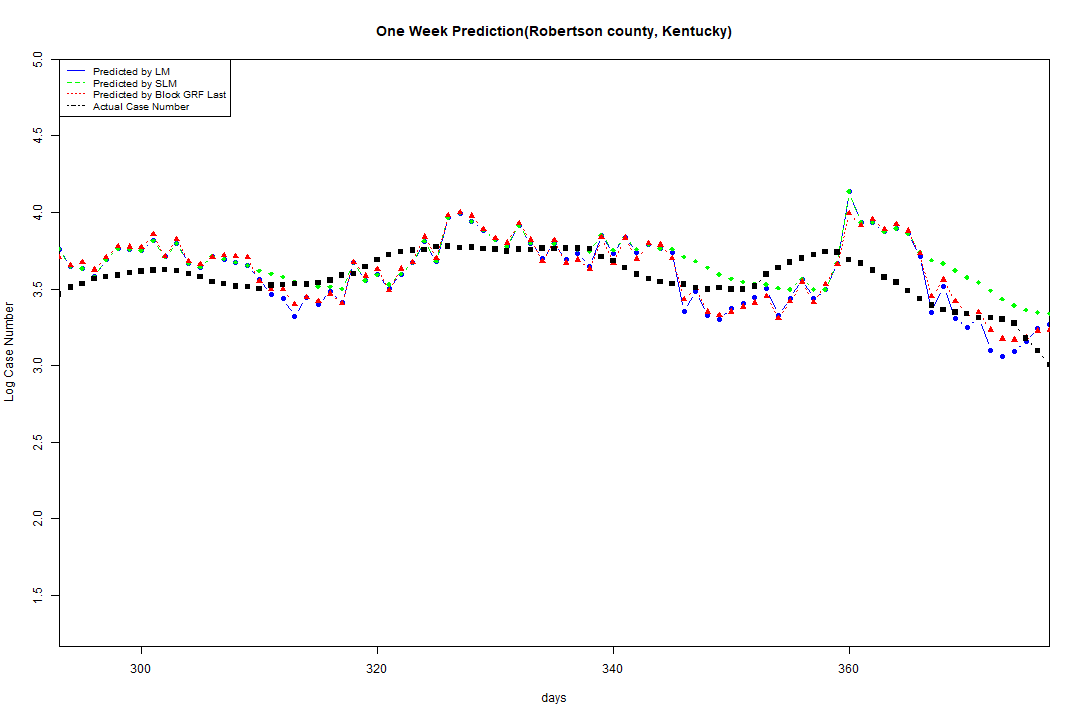 One Week Prediction(Robertson county, Kentucky)
Predicted by LM
Predicted by SLM
Predicted by Block GRF Last
Actual Case Number
5.0
4.5
4.0
3.5
3.0
2.5
2.0
1.5
Log Case Number
300 320 340 360
days